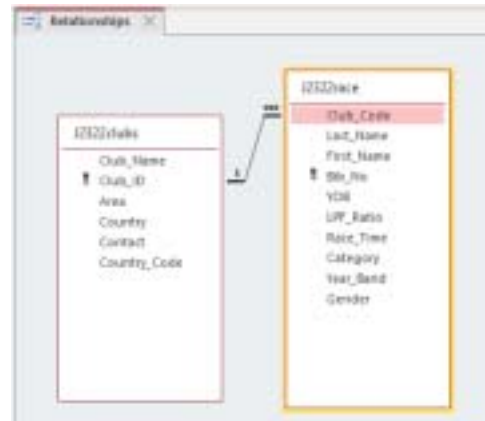 Relationships
J2322clubs
Club_Name
Club_ID
Area
Country
Contact
Country_Code
1
J2322race
Club_Code
Last_Name
First_Name
Bib_No
YOB
Race_Time
Category
Year_Band
Gender